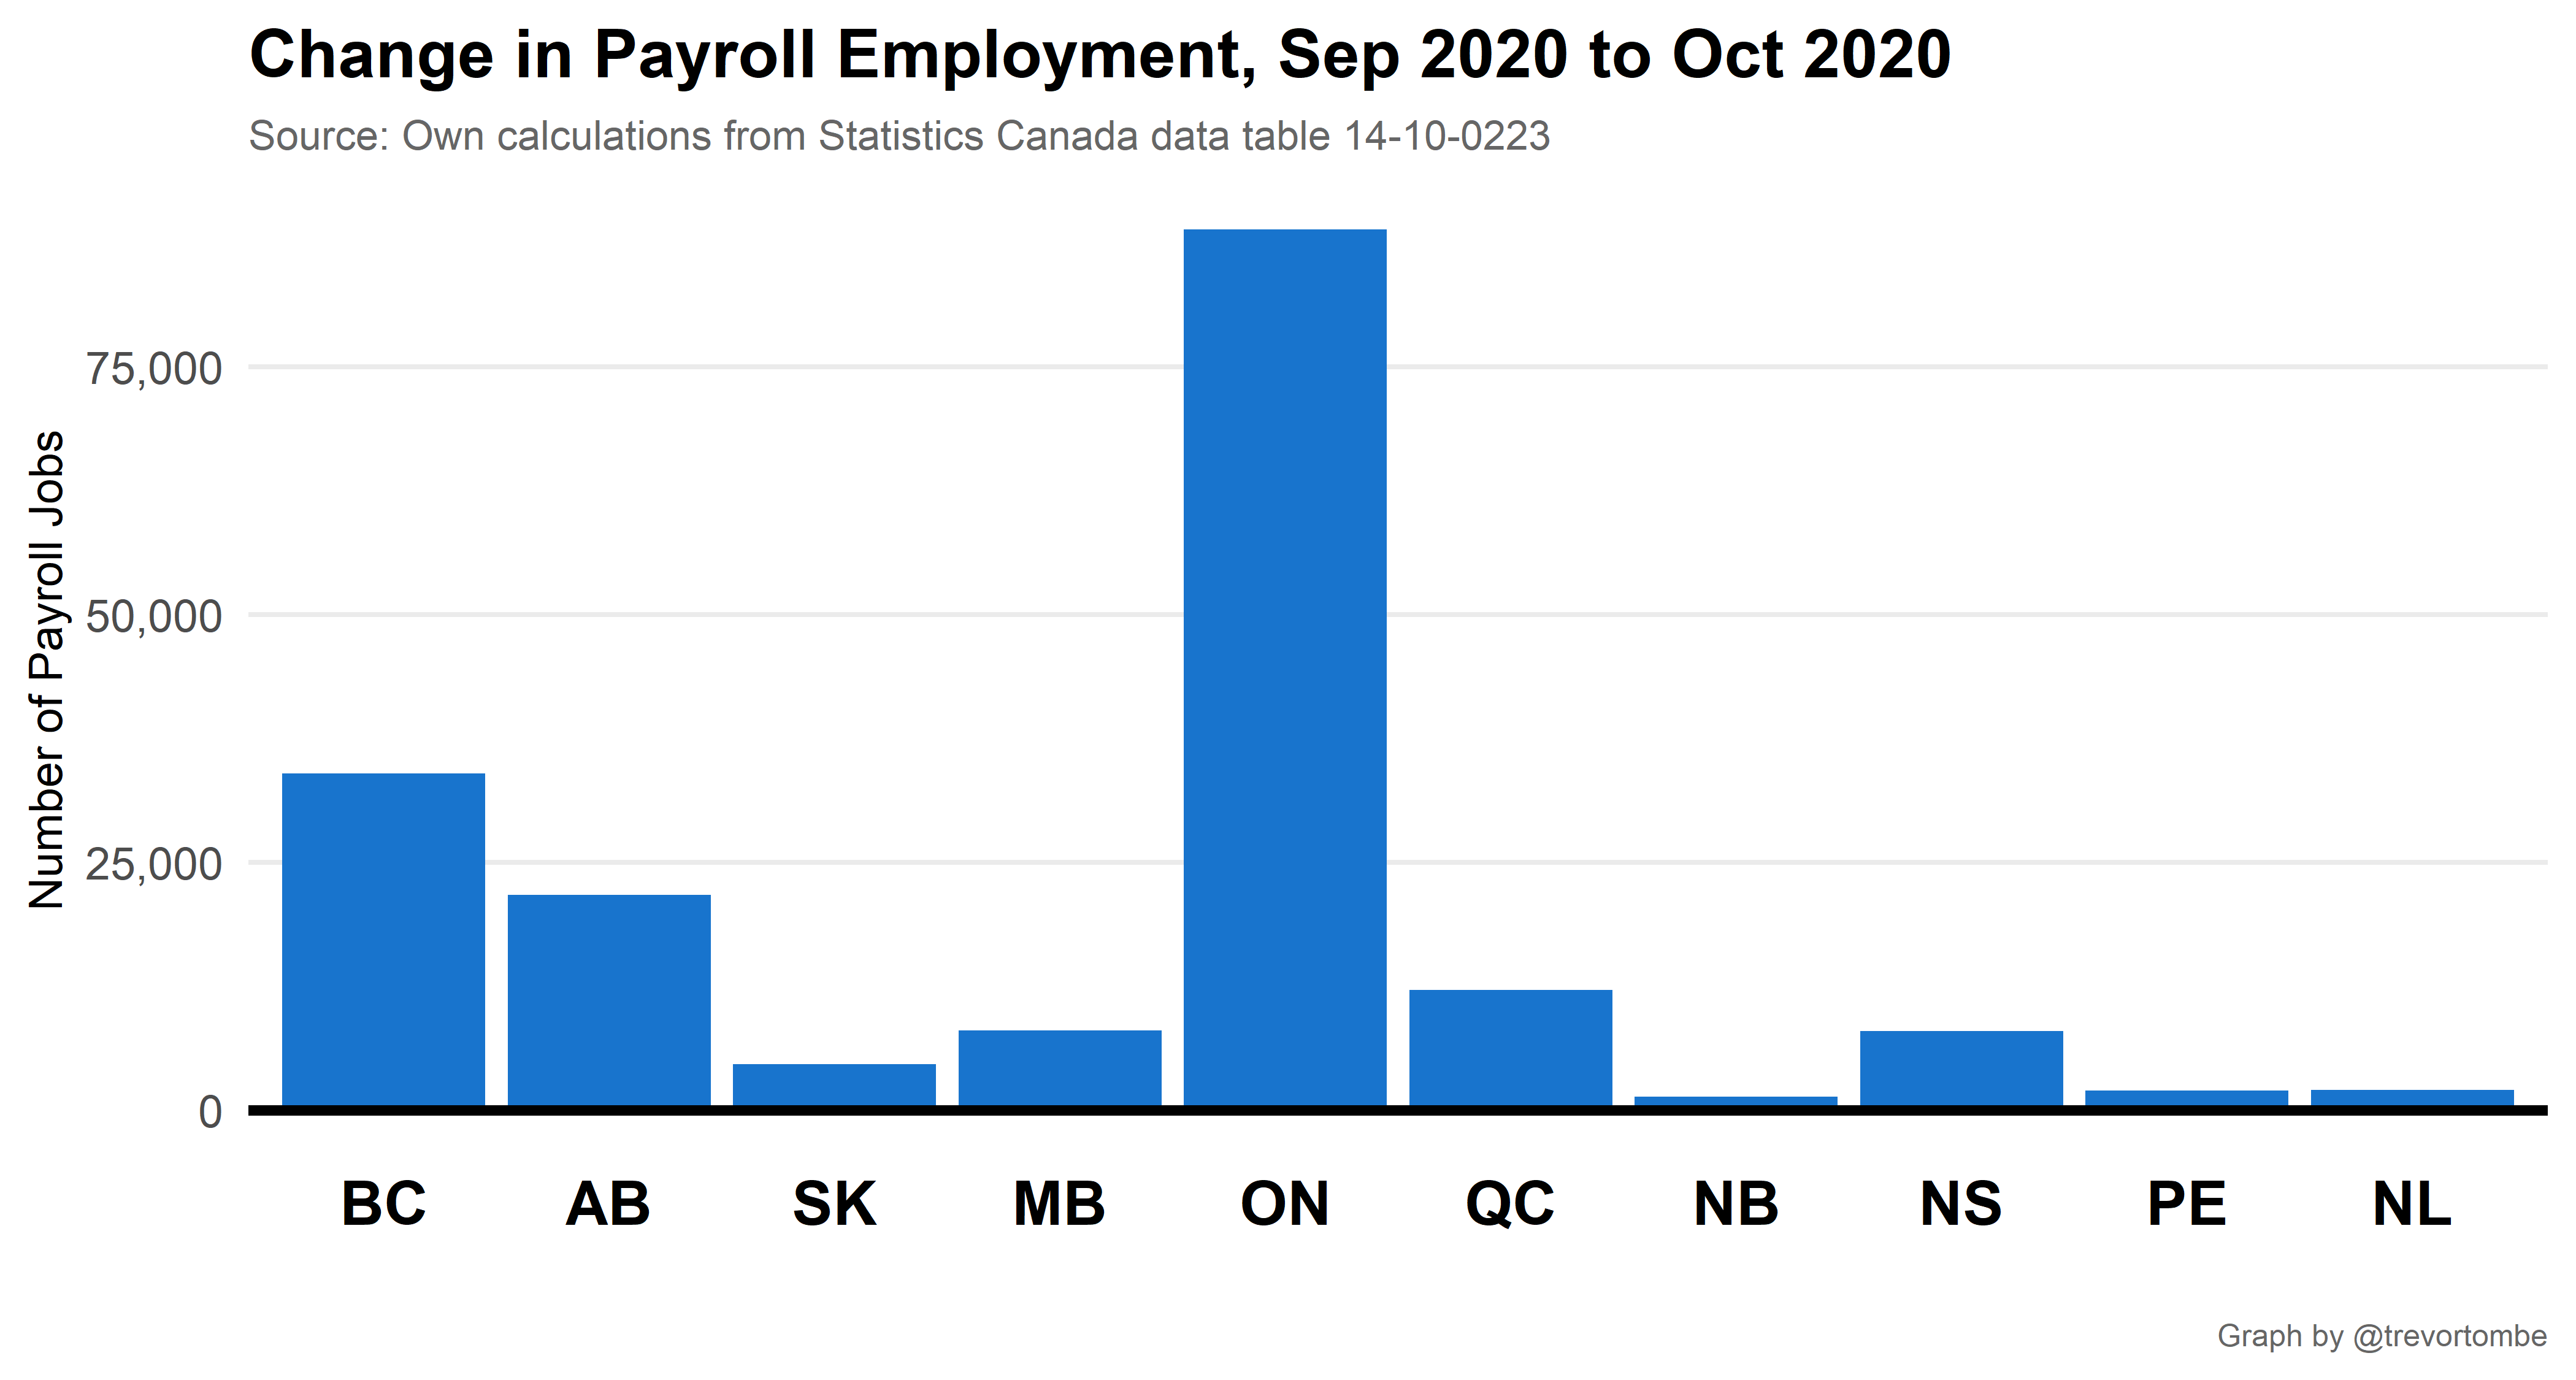 Change in Payroll Employment, Sep 2020 to Oct 2020
Source: Own calculations from Statistics Canada data table 14-10-0223
Number of Payroll Jobs
75,000
50,000
25,000
0
BC AB SK MB ON QC NB NS PE NL
Graph by @trevortombe